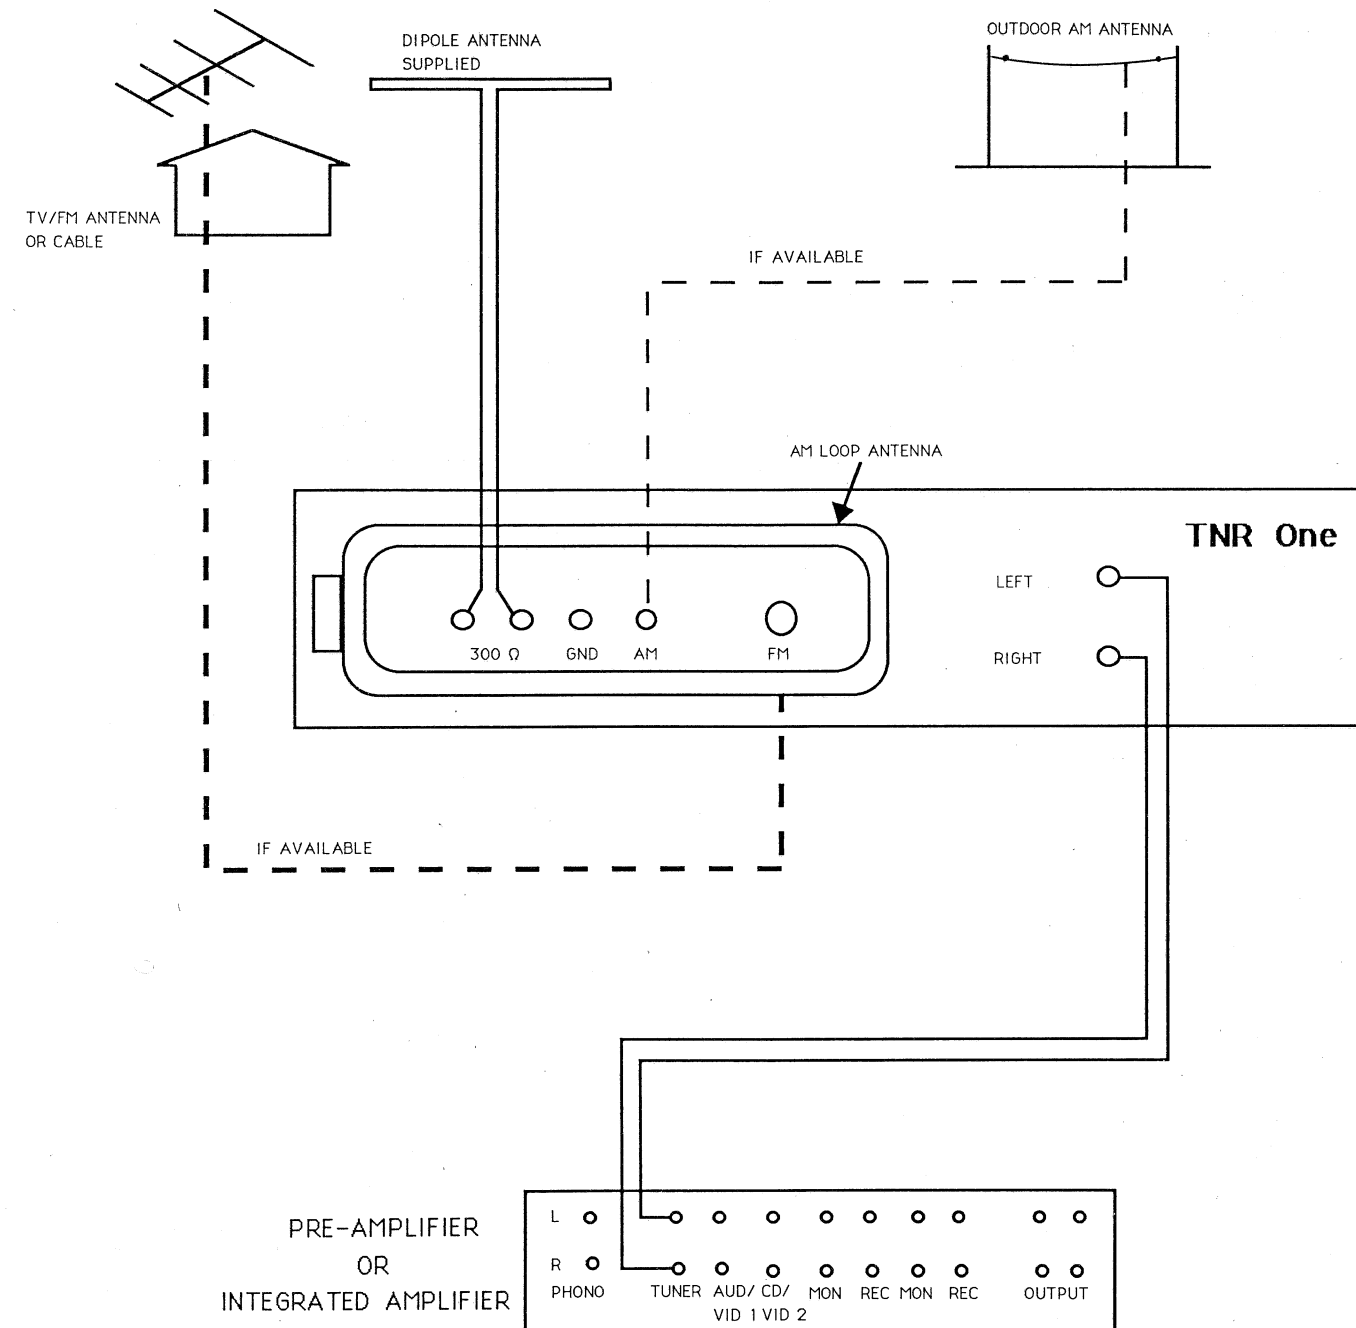 DIPOLE ANTENNA
SUPPLIED
OUTDOOR AM ANTENNA
TV/FM ANTENNA
OR CABLE
IF AVAILABLE
AM LOOP ANTENNA
TNR One
LEFT
RIGHT
300 Ω GND AM FM
IF AVAILABLE
PRE-AMPLIFIER
OR
INTEGRATED AMPLIFIER
L
R
PHONO TUNER AUD/ CD/ MON REC MON REC OUTPUT
VID 1 VID 2